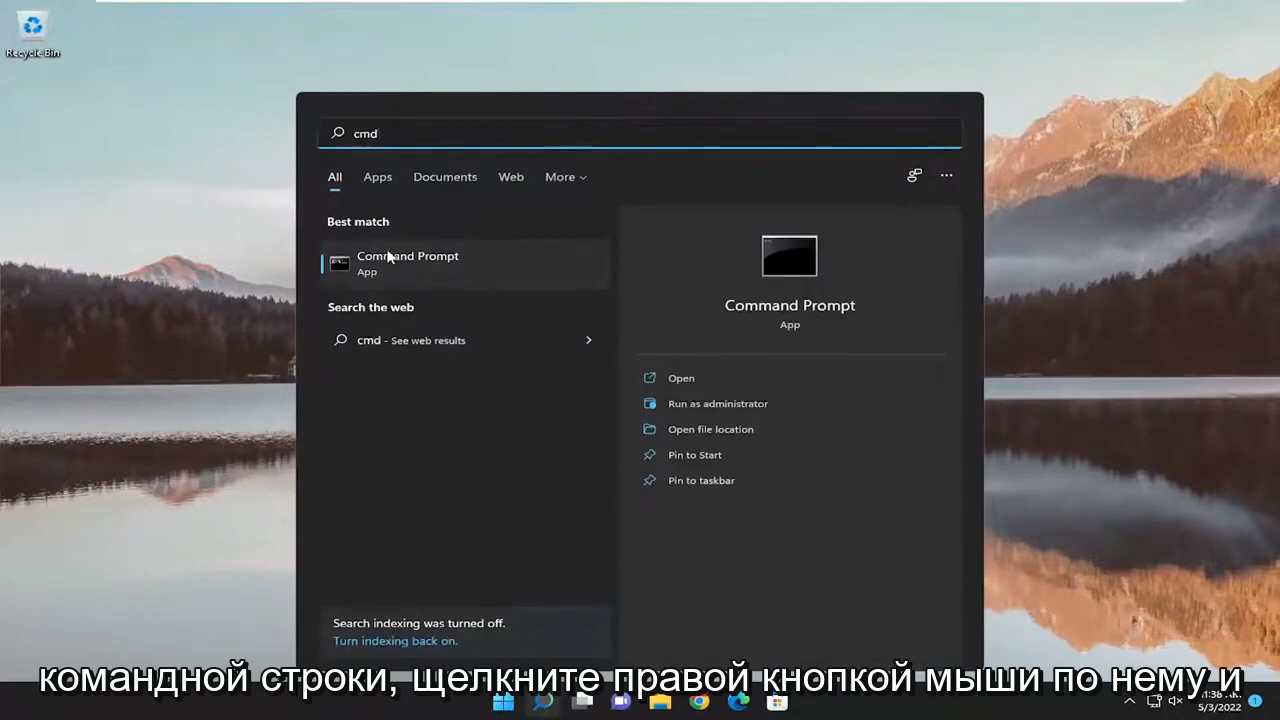 Recycle Bin
cmd
All Apps Documents Web More
Best match
Command Prompt
App
Search the web
cmd - See web results
Command Prompt
App
Open
Run as administrator
Open file location
Pin to Start
Pin to taskbar
Search indexing was turned off.
Turn indexing back on.
командной строки, щелкните правой кнопкой мыши по нему и
5/3/2022
1